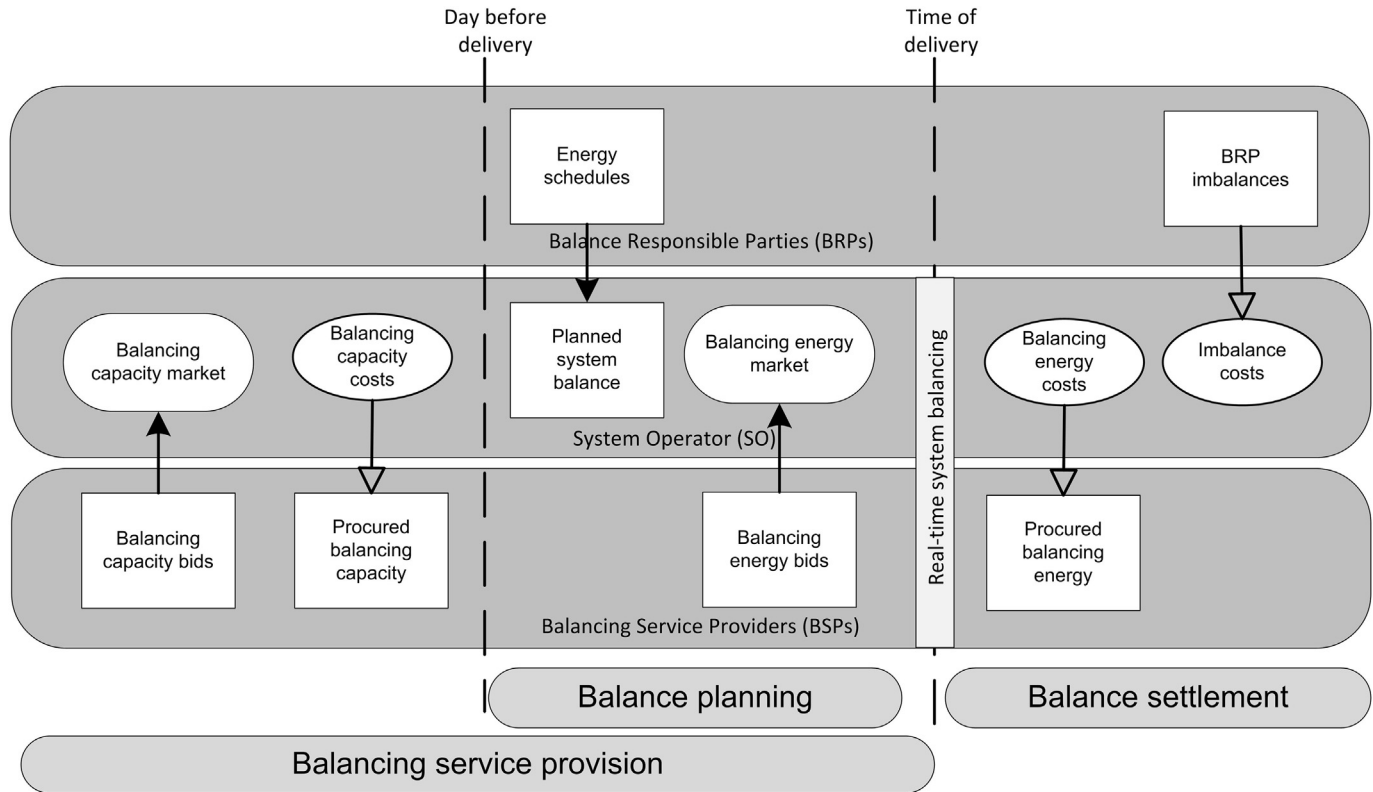 Day before
delivery
Time of
delivery
Energy
schedules
BRP
imbalances
Balance Responsible Parties (BRPs)
Balancing
capacity market
Balancing
capacity
costs
Planned
system
balance
Balancing energy
market
Balancing
energy
costs
Imbalance
costs
System Operator (SO)
Real-time system balancing
Balancing
capacity bids
Procured
balancing
capacity
Balancing
energy bids
Procured
balancing
energy
Balancing Service Providers (BSPs)
Balance planning
Balance settlement
Balancing service provision